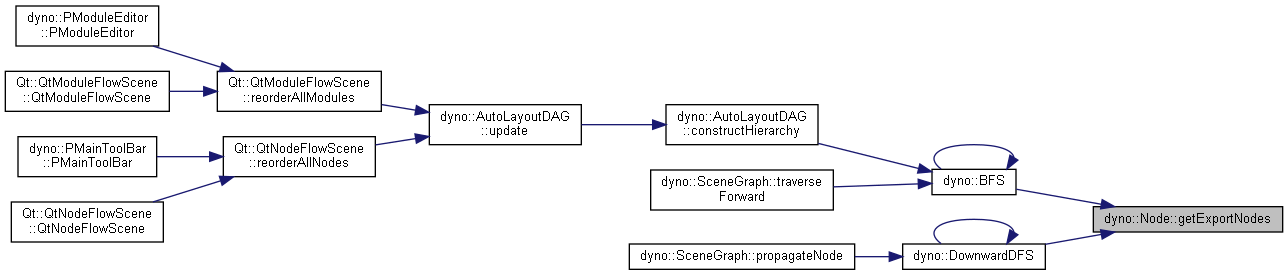 dyno::PModuleEditor
::PModuleEditor
Qt::QtModuleFlowScene
::QtModuleFlowScene
Qt::QtModuleFlowScene
::reorderAllModules
dyno::AutoLayoutDAG
::update
dyno::AutoLayoutDAG
::constructHierarchy
dyno::PMainToolBar
::PMainToolBar
Qt::QtNodeFlowScene
::reorderAllNodes
dyno::SceneGraph::traverse
Forward
dyno::BFS
Qt::QtNodeFlowScene
::QtNodeFlowScene
dyno::Node::getExportNodes
dyno::SceneGraph::propagateNode
dyno::DownwardDFS